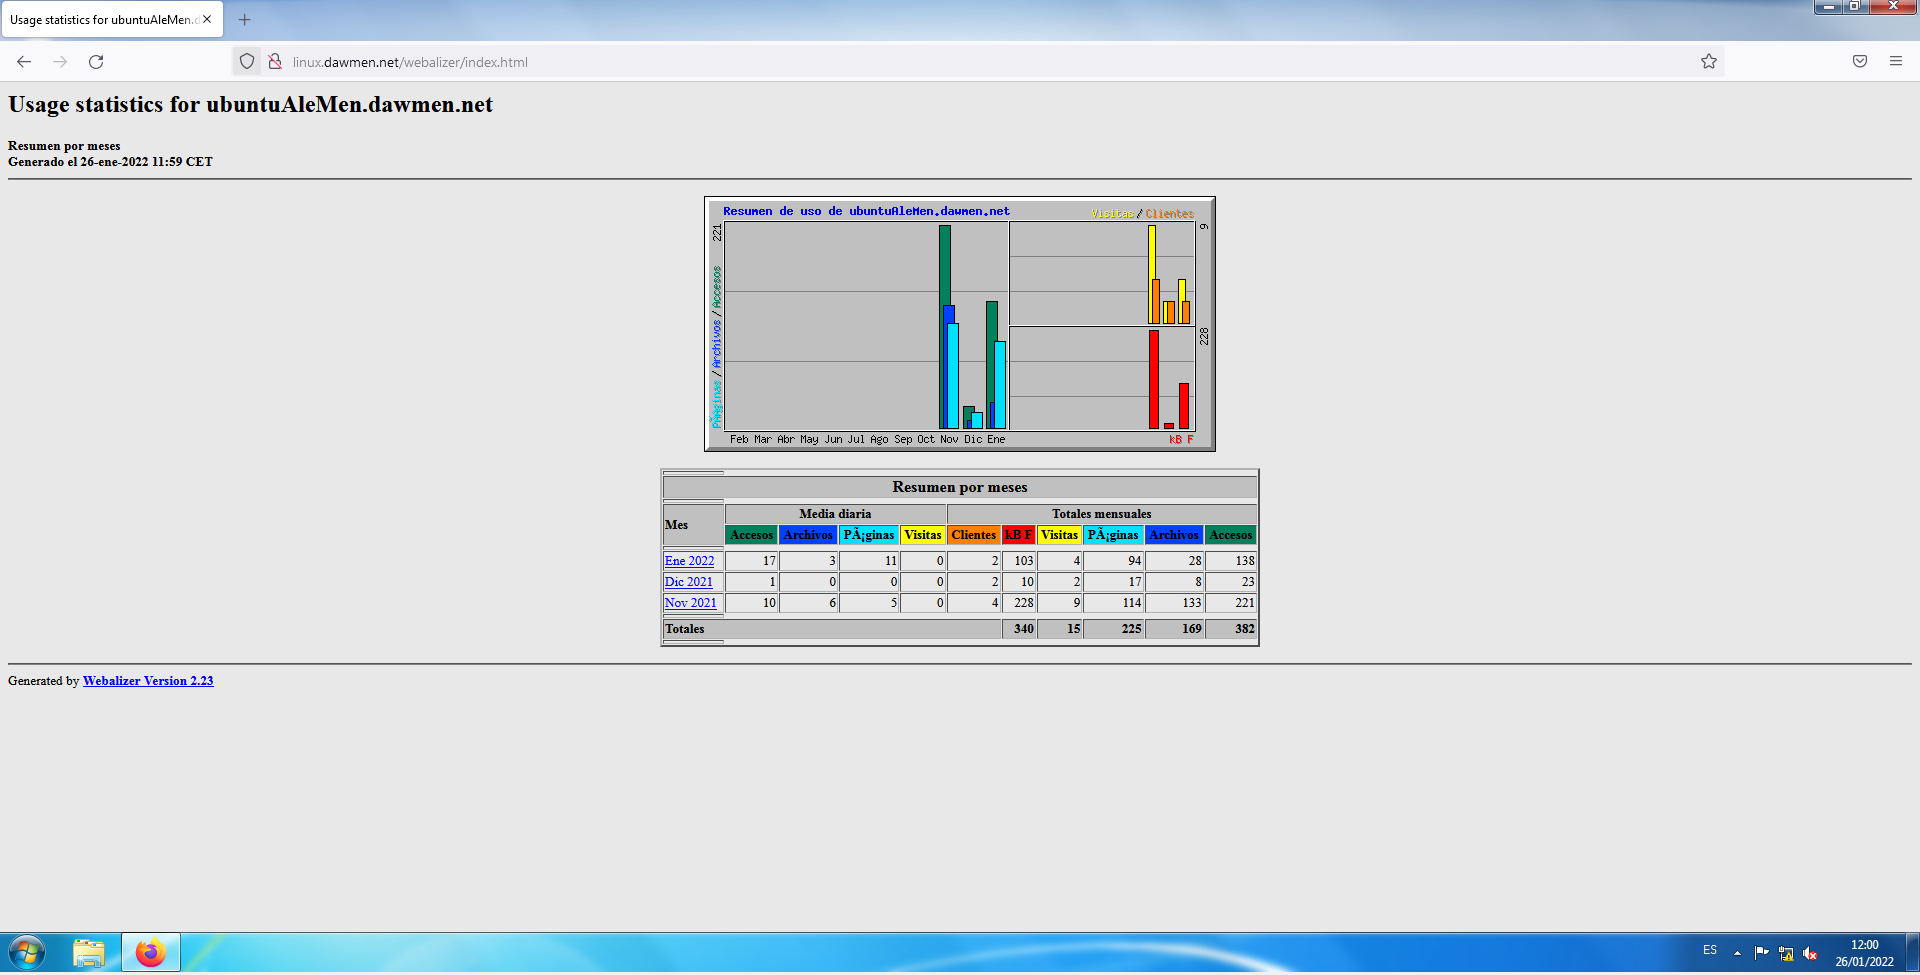 Usage statistics for ubuntuAleMen.d
linux.dawmen.net/webalizer/index.html
Usage statistics for ubuntuAleMen.dawmen.net
Resumen por meses
Generado el 26-ene-2022 11:59 CET
Resumen de uso de ubuntuAleMen.dawmen.net
Visitas / Clientes
221
9
PÃ¡ginas / Archivos / Accesos
228
Feb Mar Abr May Jun Jul Ago Sep Oct Nov Dic Ene
kB F
Resumen por meses
Mes Media diaria Totales mensuales
Accesos Archivos PÃ¡ginas Visitas Clientes kB F Visitas PÃ¡ginas Archivos Accesos
Ene 2022 17 3 11 0 2 103 4 94 28 138
Dic 2021 1 0 0 0 2 10 2 17 8 23
Nov 2021 10 6 5 0 4 228 9 114 133 221
Totales 340 15 225 169 382
Generated by Webalizer Version 2.23
ES
12:00
26/01/2022